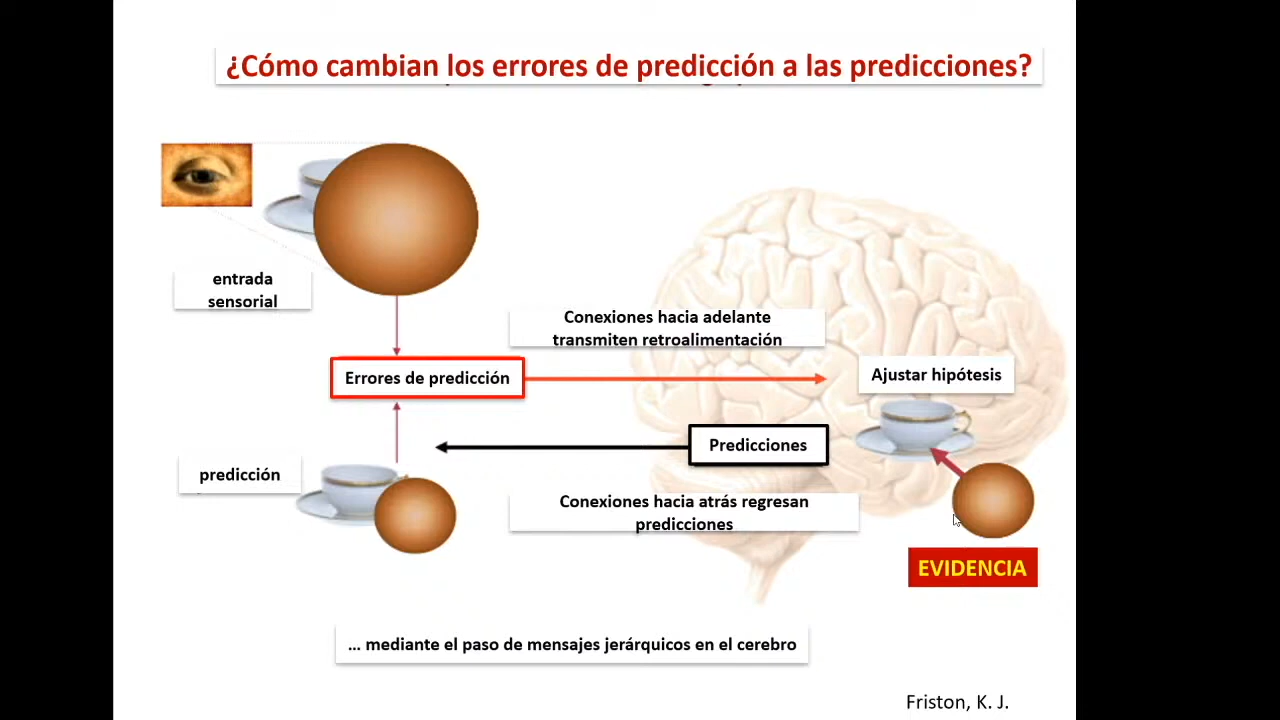 ¿Cómo cambian los errores de predicción a las predicciones?
entrada
sensorial
Conexiones hacia adelante
transmiten retroalimentación
Errores de predicción
Ajustar hipótesis
Predicciones
predicción
Conexiones hacia atrás regresan
predicciones
EVIDENCIA
... mediante el paso de mensajes jerárquicos en el cerebro
Friston, K. J.